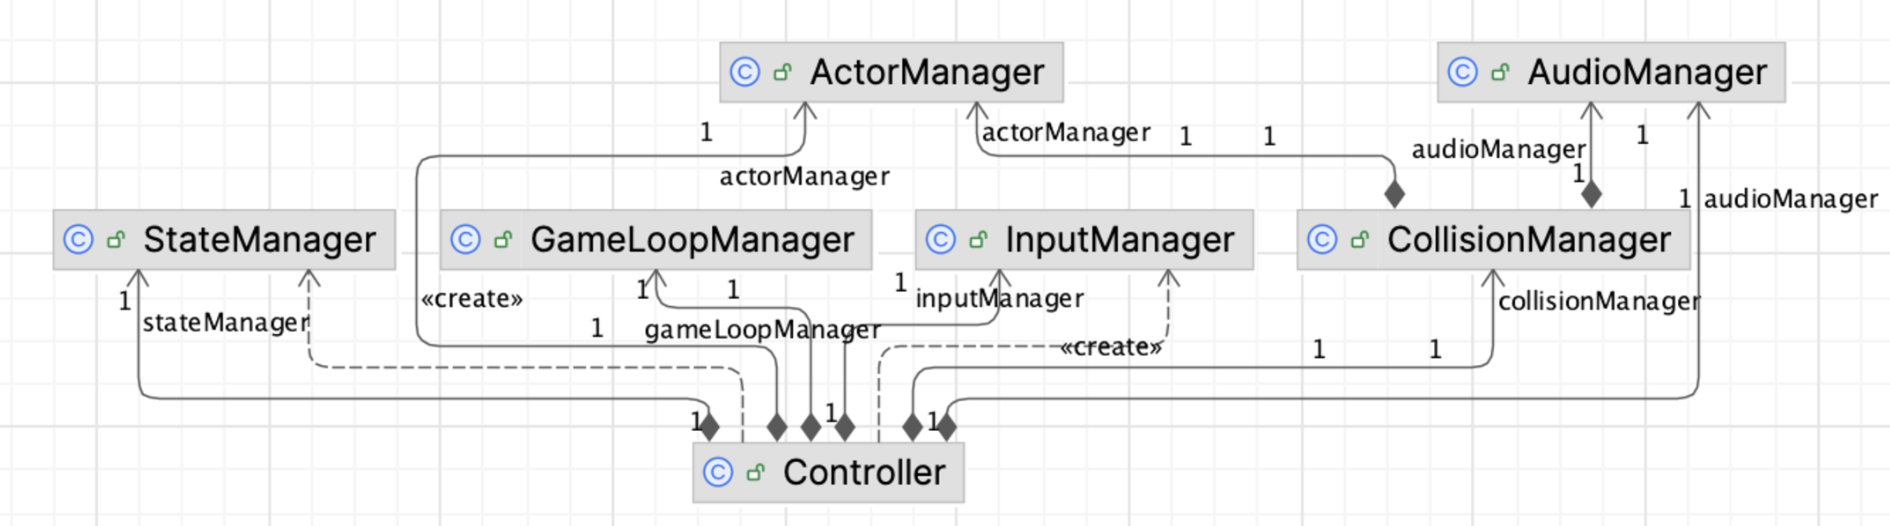 ActorManager
AudioManager
1
actorManager
1
1
1
audioManager
actorManager
1
1
audioManager
StateManager
GameLoopManager
InputManager
CollisionManager
1
«create»
1
1
1
inputManager
collisionManager
stateManager
1
gameLoopManager
«create»
1
1
1
1
1
Controller